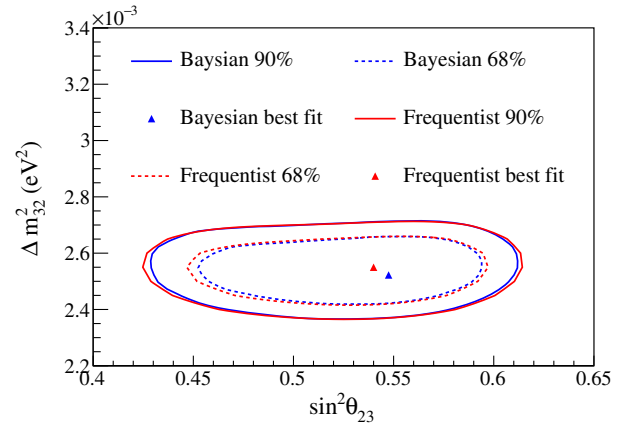 ×10⁻³
3.4
3.2
3
2.8
2.6
2.4
2.2
Δ m²₃₂ (eV²)
Baysian 90%
Bayesian 68%
Bayesian best fit
Frequentist 90%
Frequentist 68%
Frequentist best fit
0.4 0.45 0.5 0.55 0.6 0.65
sin²θ₂₃